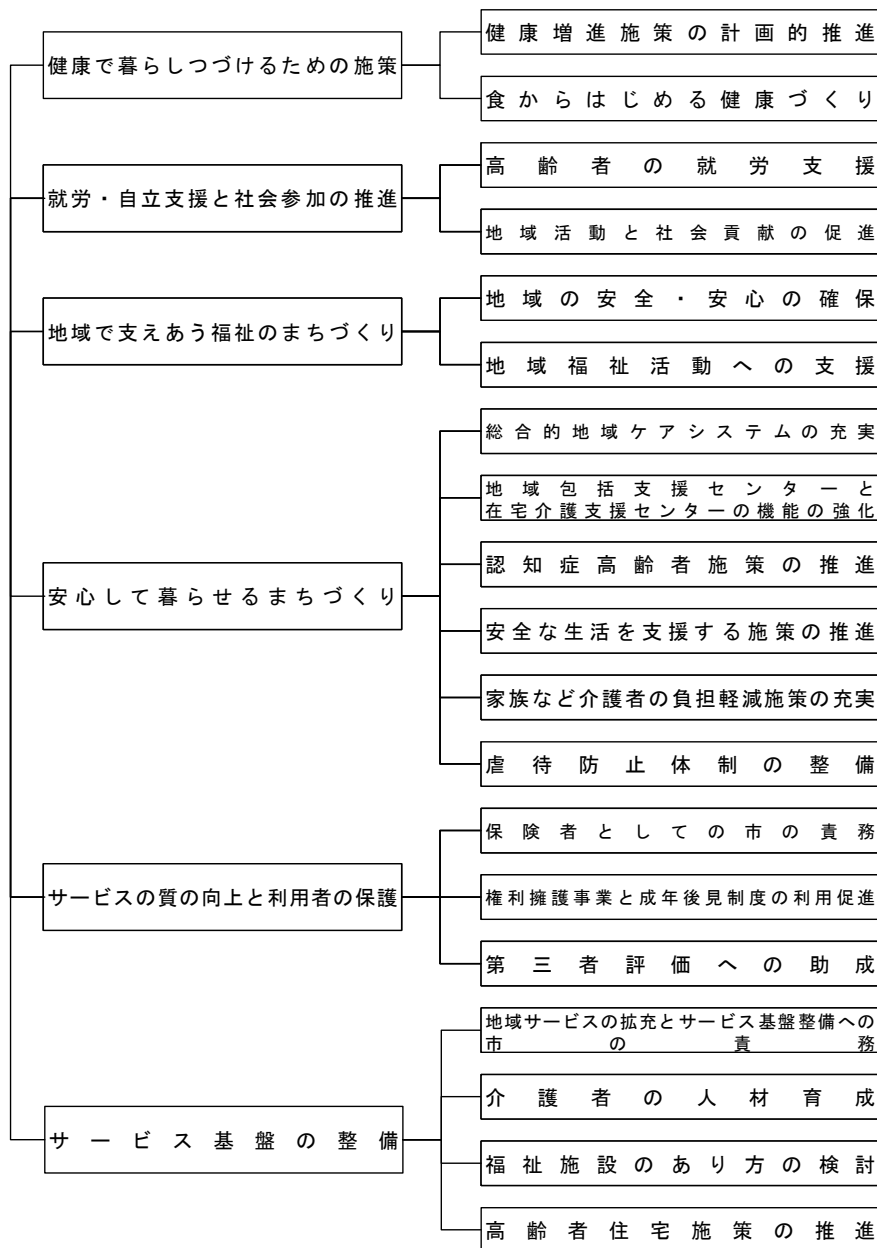 健康で暮らしつづけるための施策
健康増進施策の計画的推進
食からはじめる健康づくり
就労・自立支援と社会参加の推進
高齢者の就労支援
地域活動と社会貢献の促進
地域で支えあう福祉のまちづくり
地域の安全・安心の確保
地域福祉活動への支援
安心して暮らせるまちづくり
総合的地域ケアシステムの充実
地域包括支援センターと
在宅介護支援センターの機能の強化
認知症高齢者施策の推進
安全な生活を支援する施策の推進
家族など介護者の負担軽減施策の充実
虐待防止体制の整備
サービスの質の向上と利用者の保護
保険者としての市の責務
権利擁護事業と成年後見制度の利用促進
第三者評価への助成
サービス基盤の整備
地域サービスの拡充とサービス基盤整備への
市の責務
介護者の人材育成
福祉施設のあり方の検討
高齢者住宅施策の推進